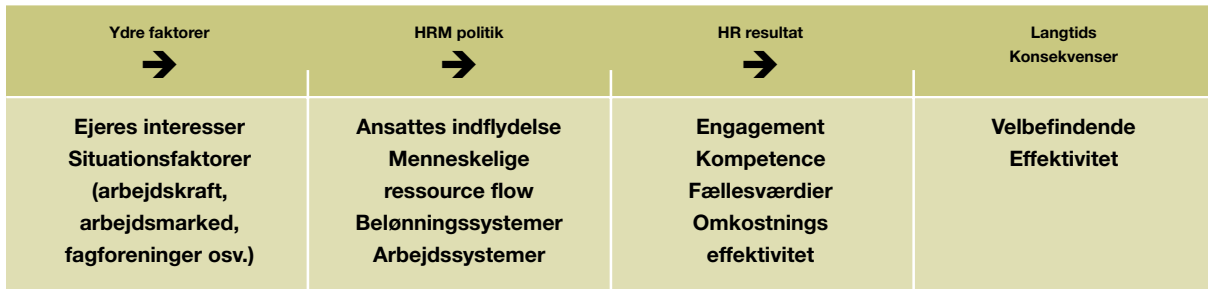 Ydre faktorer
HRM politik
HR resultat
Langtids
Konsekvenser
Ejeres interesser
Situationsfaktorer
(arbejdskraft,
arbejdsmarked,
fagforeninger osv.)
Ansattes indflydelse
Menneskelige
ressource flow
Belønningssystemer
Arbejdssystemer
Engagement
Kompetence
Fællesværdier
Omkostnings
effektivitet
Velbefindende
Effektivitet